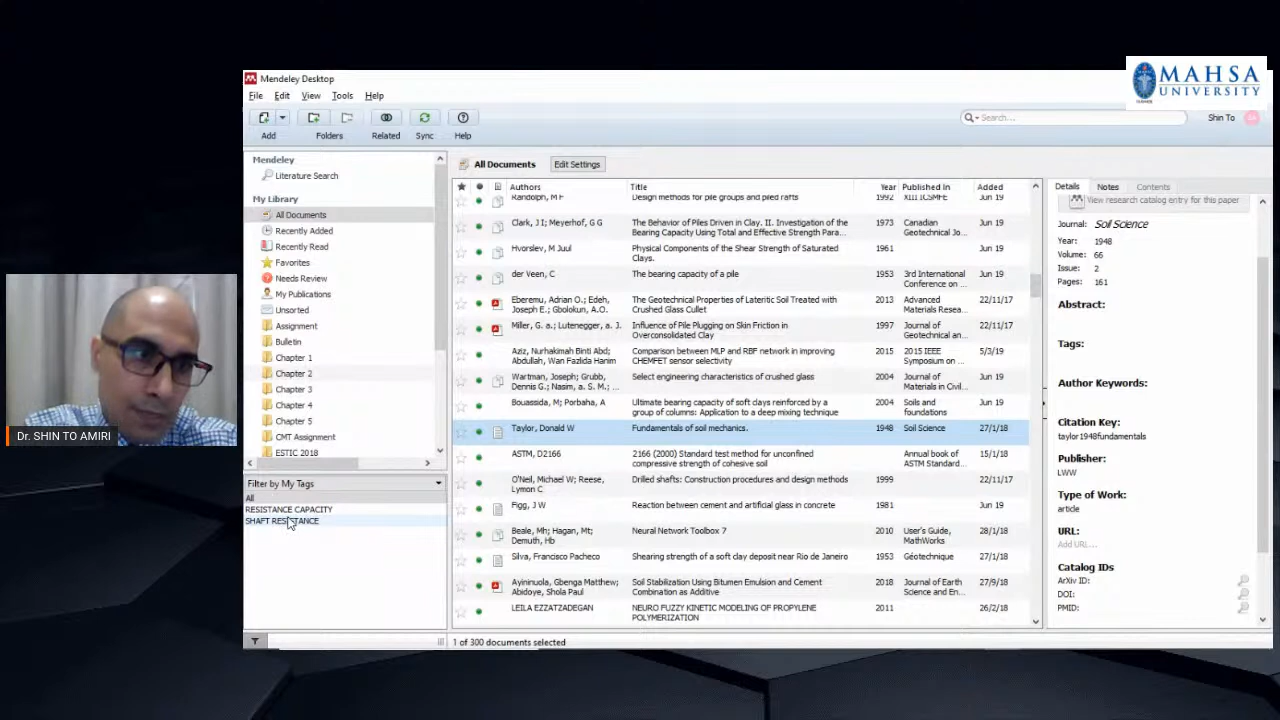 MAHSA
UNIVERSITY
Mendeley Desktop
File Edit View Tools Help
Search...
Shin To
Add Folders Related Sync Help
Mendeley
Literature Search
My Library
All Documents
Recently Added
Recently Read
Favorites
Needs Review
My Publications
Unsorted
Assignment
Bulletin
Chapter 1
Chapter 2
Chapter 3
Chapter 4
Chapter 5
CMT Assignment
ESTIC 2018
Filter by My Tags
All
RESISTANCE CAPACITY
SHAFT RESISTANCE
All Documents Edit Settings
Authors Title Year Published In Added
Randolph, M F Design methods for pile groups and piled rafts 1992 XIII ICSMFE Jun 19
Clark, J I; Meyerhof, G G The Behavior of Piles Driven in Clay. II. Investigation of the 1973 Canadian Jun 19
Bearing Capacity Using Total and Effective Strength Para... Geotechnical Jo...
Hvorslev, M Juul Physical Components of the Shear Strength of Saturated 1961 Jun 19
Clays.
der Veen, C The bearing capacity of a pile 1953 3rd International Jun 19
Conference on ...
Eberemu, Adrian O.; Edeh, The Geotechnical Properties of Lateritic Soil Treated with 2013 Advanced 22/11/17
Joseph E.; Gbolokun, A.O. Crushed Glass Cullet Materials Resea...
Miller, G. a.; Lutenegger, a. J. Influence of Pile Plugging on Skin Friction in 1997 Journal of 22/11/17
Overconsolidated Clay Geotechnical an...
Aziz, Nurhakimah Binti Abd; Comparison between MLP and RBF network in improving 2015 2015 IEEE 5/3/19
Abdullah, Wan Fazlida Hanim CHEMFET sensor selectivity Symposium on ...
Wartman, Joseph; Grubb, Select engineering characteristics of crushed glass 2004 Journal of Jun 19
Dennis G.; Nasim, a. S. M.; ... Materials in Civil...
Bouassida, M; Porbaha, A Ultimate bearing capacity of soft days reinforced by a 2004 Soils and Jun 19
group of columns: Application to a deep mixing technique foundations
Taylor, Donald W Fundamentals of soil mechanics. 1948 Soil Science 27/1/18
ASTM, D2166 2166 (2000) Standard test method for unconfined Annual book of 15/1/18
compressive strength of cohesive soil ASTM Standard...
O'Neil, Michael W; Reese, Drilled shafts: Construction procedures and design methods 1999 22/11/17
Lymon C
Figg, J W Reaction between cement and artificial glass in concrete 1981 Jun 19
Beale, Mh; Hagan, Mt; Neural Network Toolbox 7 2010 User's Guide, 28/1/18
Demuth, Hb MathWorks
Silva, Francisco Pacheco Shearing strength of a soft clay deposit near Rio de Janeiro 1953 Géotechnique 27/1/18
Ayininuola, Gbenga Matthew; Soil Stabilization Using Bitumen Emulsion and Cement 2018 Journal of Earth 27/9/18
Abidoye, Shola Paul Combination as Additive Science and En...
LEILA EZZATZADEGAN NEURO FUZZY KINETIC MODELING OF PROPYLENE 2011 26/2/18
POLYMERIZATION
1 of 300 documents selected
Details Notes Contents
View research catalog entry for this paper
Journal: Soil Science
Year: 1948
Volume: 66
Issue: 2
Pages: 161
Abstract:
Tags:
Author Keywords:
Citation Key:
taylor1948fundamentals
Publisher:
LWW
Type of Work:
article
URL:
Add URL...
Catalog IDs
ArXiv ID:
DOI:
PMID:
Dr. SHIN TO AMIRI